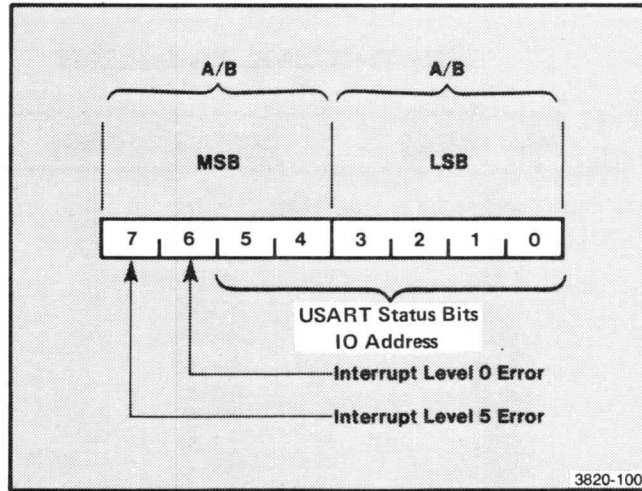 A/B A/B
MSB LSB
7 6 5 4 3 2 1 0
USART Status Bits
IO Address
Interrupt Level 0 Error
Interrupt Level 5 Error
3820-100